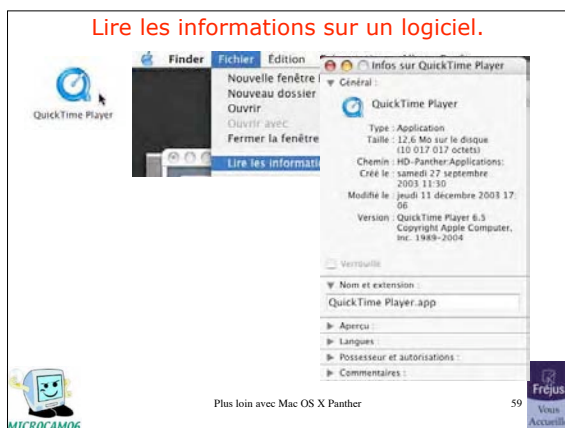 Lire les informations sur un logiciel.
QuickTime Player
Finder Fichier Édition
Nouvelle fenêtre
Nouveau dossier
Ouvrir
Ouvrir avec
Fermer la fenêtre
Lire les informati
Infos sur QuickTime Player
Général :
QuickTime Player
Type : Application
Taille : 12,6 Mo sur le disque
(10 017 017 octets)
Chemin : HD-Panther:Applications:
Créé le : samedi 27 septembre
2003 11:30
Modifié le : jeudi 11 décembre 2003 17:
06
Version : QuickTime Player 6.5
Copyright Apple Computer,
Inc. 1989-2004
Verrouillé
Nom et extension :
QuickTime Player.app
Aperçu :
Langues :
Possesseur et autorisations :
Commentaires :
MICROCAM06
Plus loin avec Mac OS X Panther
59
Fréjus
Vous
Accueille